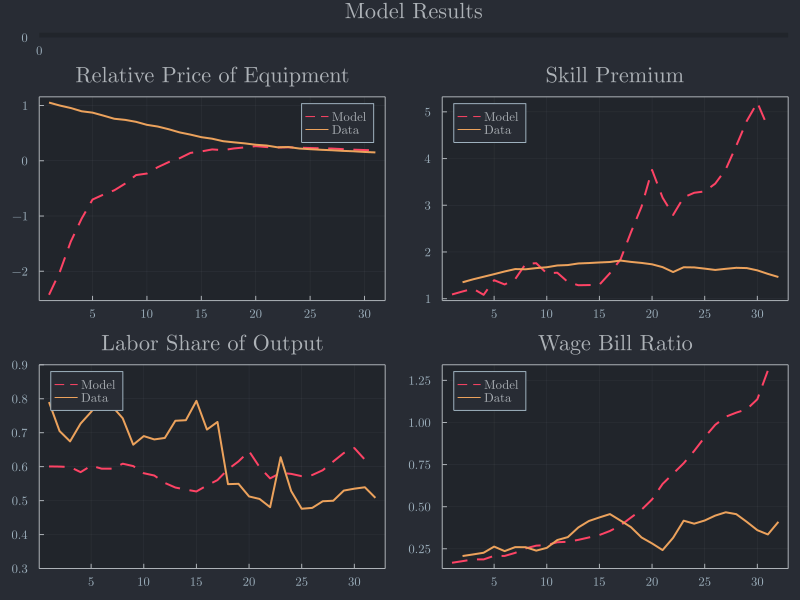 Model Results
0
0
Relative Price of Equipment
1
0
−1
−2
5 10 15 20 25 30
Model
Data
Skill Premium
5
4
3
2
1
5 10 15 20 25 30
Model
Data
Labor Share of Output
0.9
0.8
0.7
0.6
0.5
0.4
0.3
5 10 15 20 25 30
Model
Data
Wage Bill Ratio
1.25
1.00
0.75
0.50
0.25
5 10 15 20 25 30
Model
Data